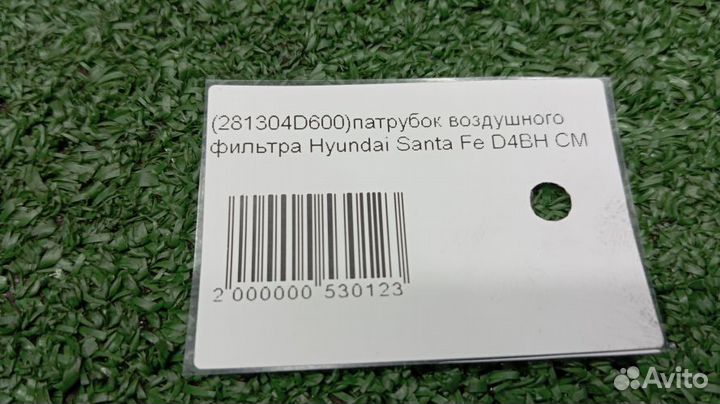 (281304D600)патрубок воздушного
фильтра Hyundai Santa Fe D4BH CM
2 000000 530123
Avito